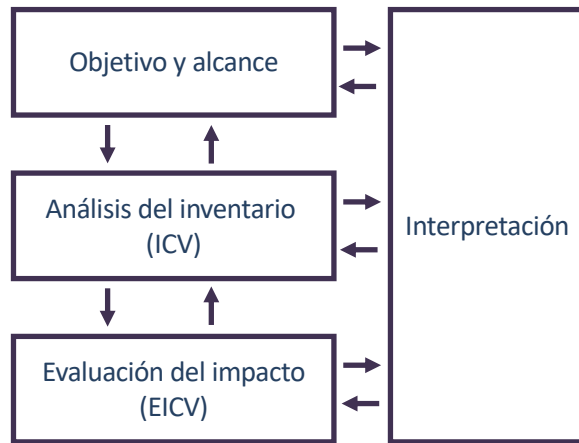 Objetivo y alcance
Análisis del inventario
(ICV)
Interpretación
Evaluación del impacto
(EICV)